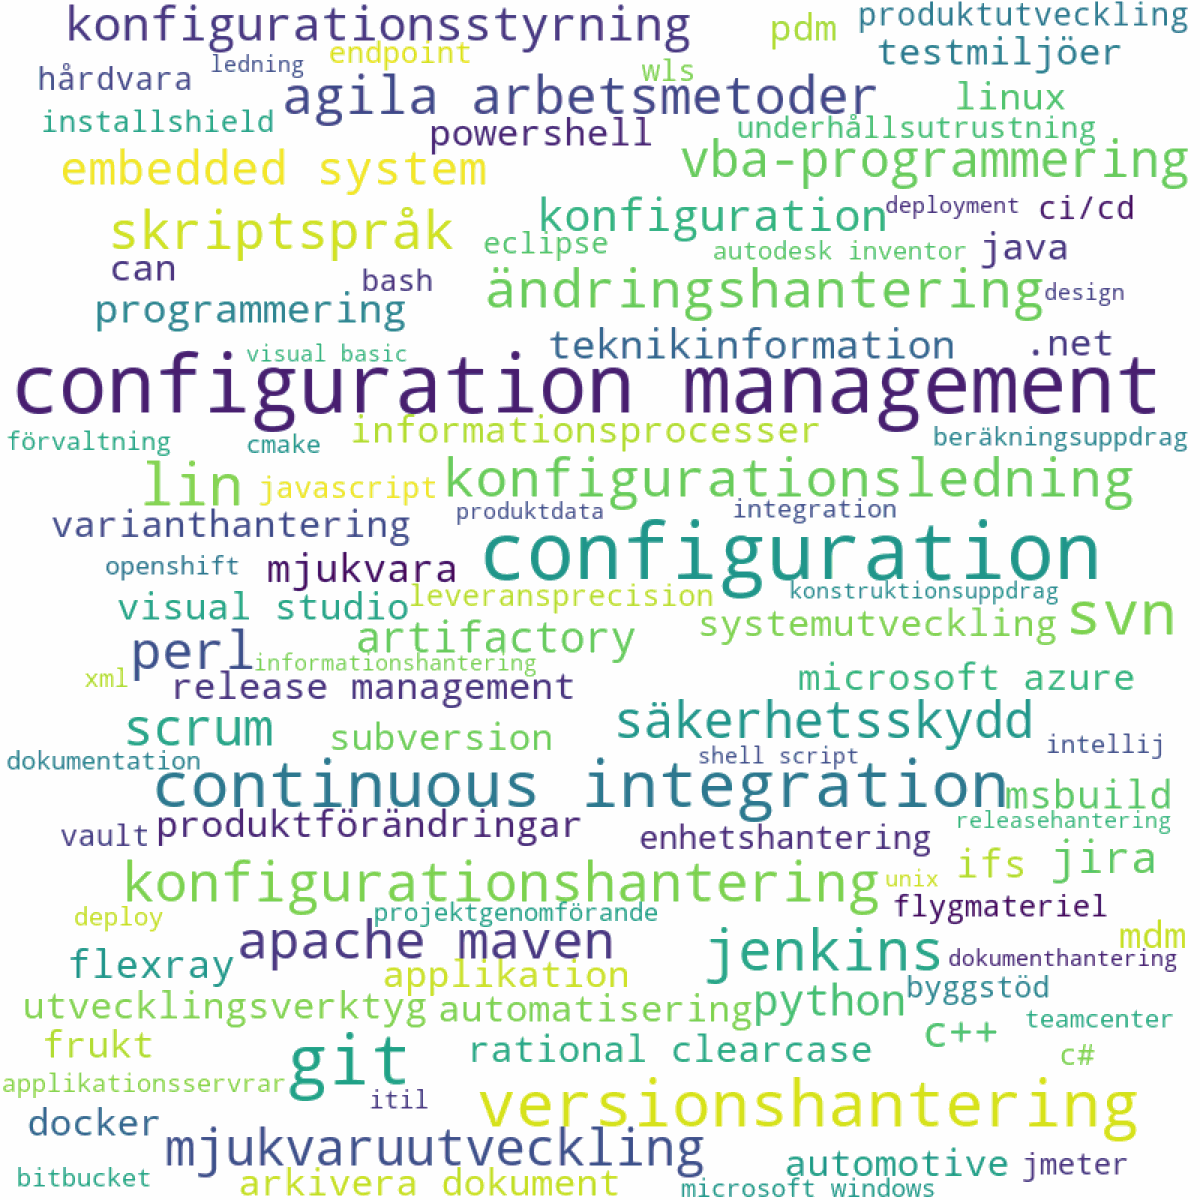 konfigurationsstyrning
pdm
produktutveckling
endpoint
testmiljöer
ledning
hårdvara
wls
agila arbetsmetoder
linux
installshield
powershell
underhållsutrustning
embedded system
vba-programmering
skriptspråk
konfiguration
deployment
ci/cd
eclipse
autodesk inventor
java
can
bash
ändringshantering
design
programmering
visual basic
teknikinformation
.net
configuration management
förvaltning
cmake
informationsprocesser
beräkningsuppdrag
lin
javascript
konfigurationsledning
varianthantering
produktdata
integration
openshift
mjukvara
configuration
visual studio
leveransprecision
konstruktionsuppdrag
svn
perl
artifactory
systemutveckling
informationshantering
xml
release management
microsoft azure
scrum
subversion
säkerhetsskydd
dokumentation
shell script
intellij
continuous integration
msbuild
vault
produktförändringar
enhetshantering
releasehantering
konfigurationshantering
unix
ifs
jira
deploy
projektgenomförande
flygmateriel
apache maven
jenkins
mdm
dokumenthantering
flexray
applikation
utvecklingsverktyg
automatisering
python
byggstöd
frukt
git
rational clearcase
c++
teamcenter
c#
applikationsservrar
itil
versionshantering
docker
mjukvaruutveckling
bitbucket
arkivera dokument
automotive
jmeter
microsoft windows